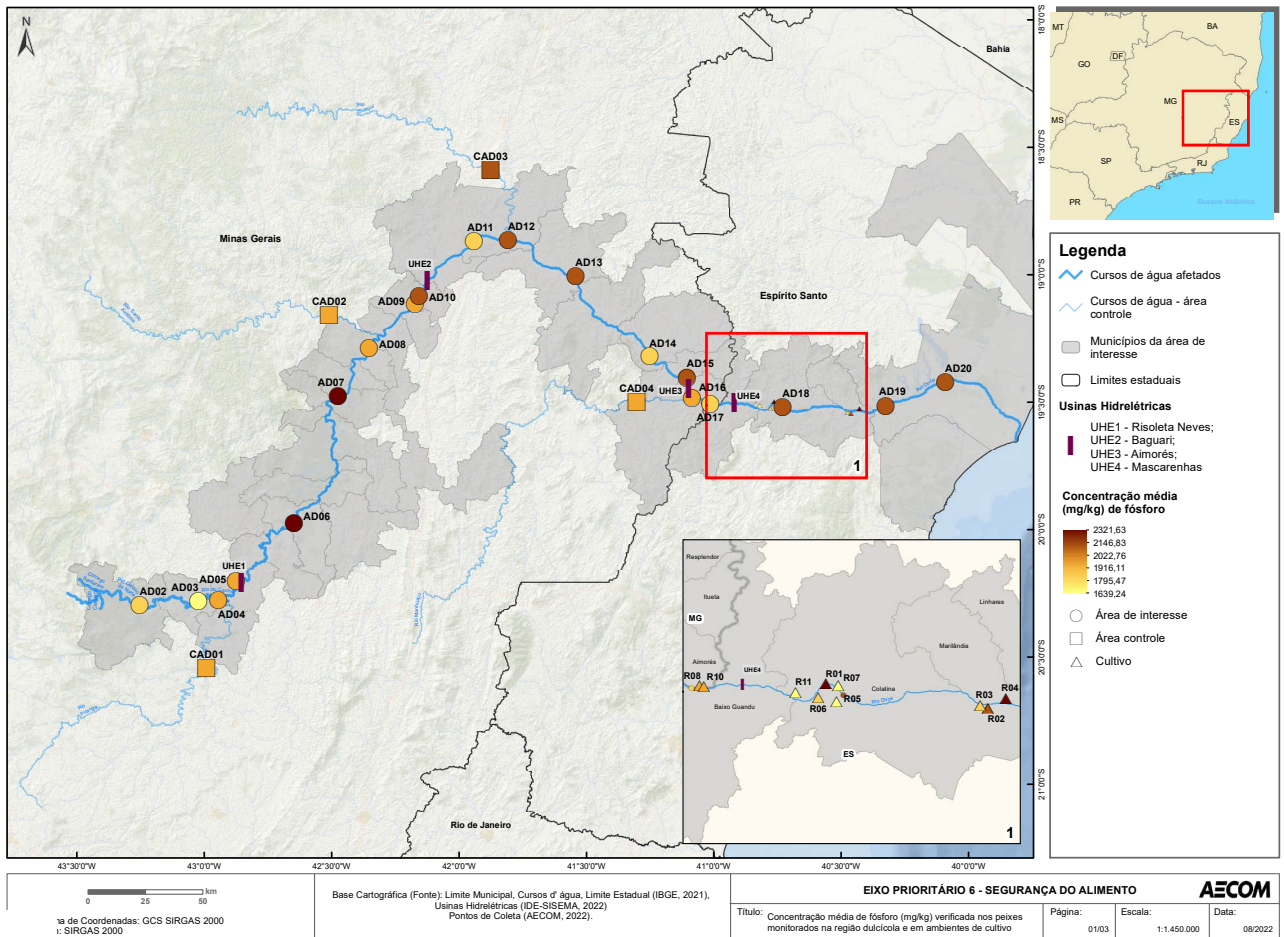 N
Bahia
Minas Gerais
Espírito Santo
Rio de Janeiro
CAD03
AD11
AD12
UHE2
AD13
CAD02
AD09
AD10
AD08
AD14
AD15
AD07
CAD04
UHE3
AD16
UHE4
AD17
AD18
AD19
AD20
Rio Doce
1
AD06
UHE1
AD05
AD02
AD03
AD04
CAD01
18°0'0"S
18°30'0"S
19°0'0"S
19°30'0"S
20°0'0"S
20°30'0"S
21°0'0"S
43°30'0"W
43°0'0"W
42°30'0"W
42°0'0"W
41°30'0"W
41°0'0"W
40°30'0"W
40°0'0"W
Resplendor
Itueta
MG
Aimorés
R08
R10
UHE4
Baixo Guandu
R11
R01
R07
R06
R05
Colatina
Rio Doce
Marilândia
Linhares
R03
R04
R02
ES
1
MT
BA
DF
GO
MG
MS
ES
SP
RJ
PR
Oceano Atlântico
Legenda
Cursos de água afetados
Cursos de água - área
controle
Municípios da área de
interesse
Limites estaduais
Usinas Hidrelétricas
UHE1 - Risoleta Neves;
UHE2 - Baguari;
UHE3 - Aimorés;
UHE4 - Mascarenhas
Concentração média
(mg/kg) de fósforo
2321,63
2146,83
2022,76
1916,11
1795,47
1639,24
Área de interesse
Área controle
Cultivo
km
0 25 50
na de Coordenadas: GCS SIRGAS 2000
: SIRGAS 2000
Base Cartográfica (Fonte): Limite Municipal, Cursos d' água, Limite Estadual (IBGE, 2021),
Usinas Hidrelétricas (IDE-SISEMA, 2022)
Pontos de Coleta (AECOM, 2022).
EIXO PRIORITÁRIO 6 - SEGURANÇA DO ALIMENTO
AECOM
Título: Concentração média de fósforo (mg/kg) verificada nos peixes
monitorados na região dulcícola e em ambientes de cultivo
Página:
01/03
Escala:
1:1.450.000
Data:
08/2022